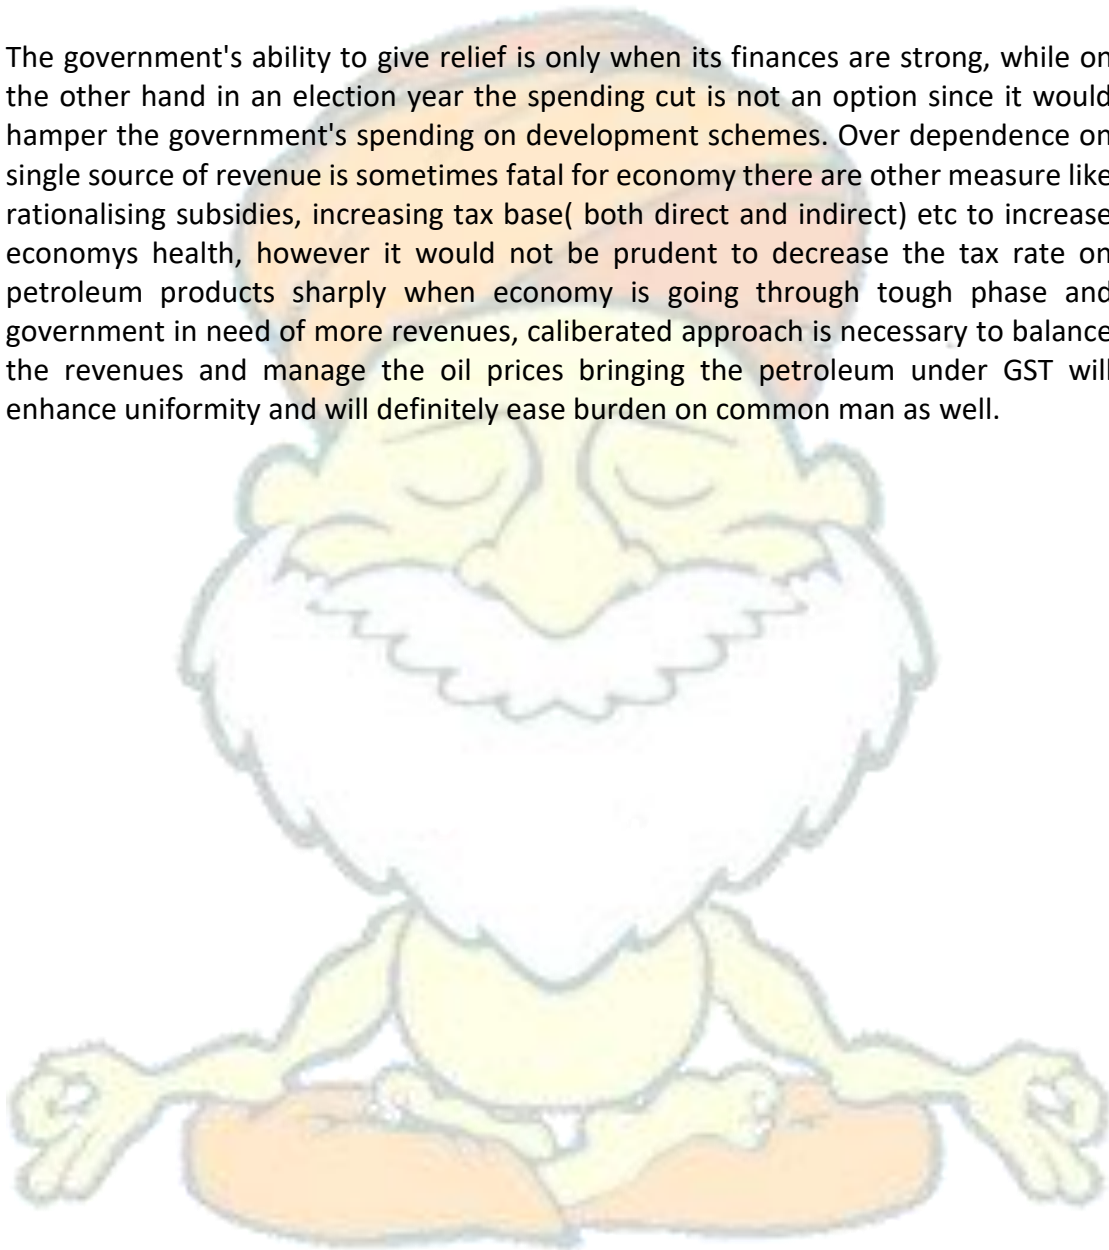 The government's ability to give relief is only when its finances are strong, while on
the other hand in an election year the spending cut is not an option since it would
hamper the government's spending on development schemes. Over dependence on
single source of revenue is sometimes fatal for economy there are other measure like
rationalising subsidies, increasing tax base( both direct and indirect) etc to increase
economys health, however it would not be prudent to decrease the tax rate on
petroleum products sharply when economy is going through tough phase and
government in need of more revenues, caliberated approach is necessary to balance
the revenues and manage the oil prices bringing the petroleum under GST will
enhance uniformity and will definitely ease burden on common man as well.